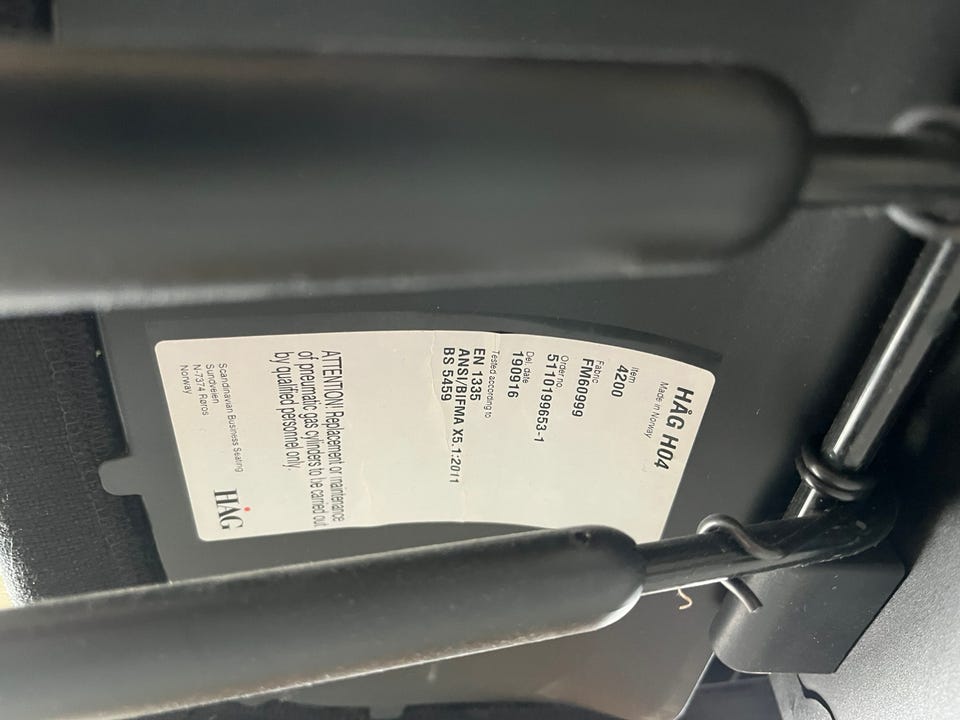 HÅG H04
Made in Norway
Item
4200
Fabric
FM60999
Order no.
5110199653-1
Del. date
190916
Tested according to
EN 1335
ANSI/BIFMA X5.1:2011
BS 5459
ATTENTION! Replacement or maintenance
of pneumatic gas cylinders to be carried out
by qualified personnel only.
Scandinavian Business Seating
Sundveien
N-7374 Røros
Norway
HÅG